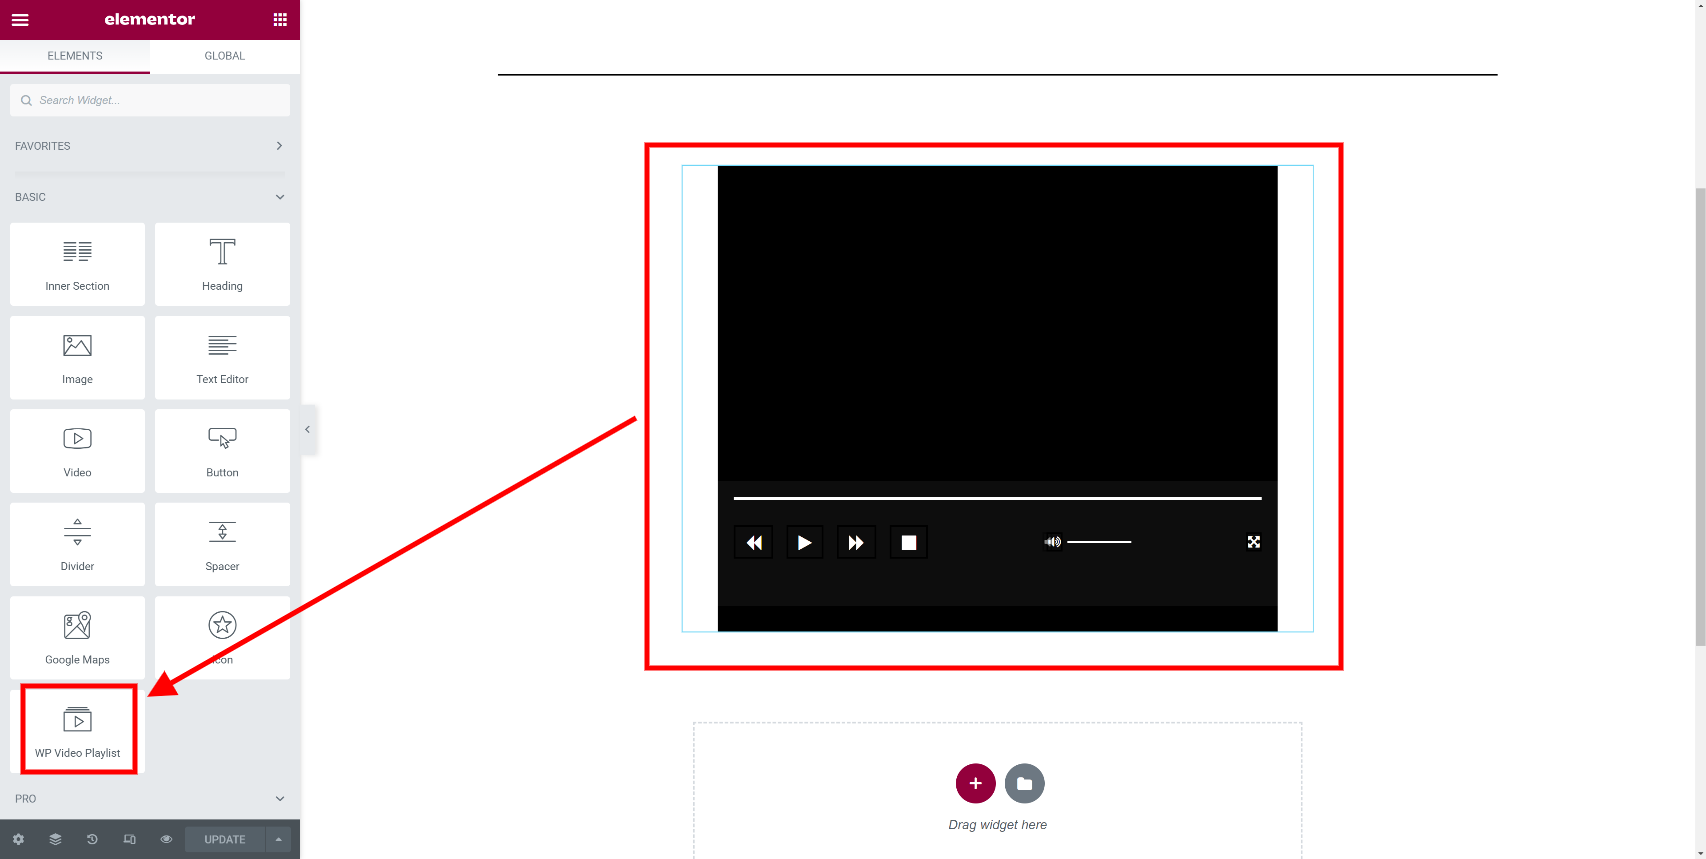 elementor
ELEMENTS
GLOBAL
Search Widget...
FAVORITES
BASIC
Inner Section
Heading
Image
Text Editor
Video
Button
Divider
Spacer
Google Maps
Icon
WP Video Playlist
PRO
UPDATE
Drag widget here